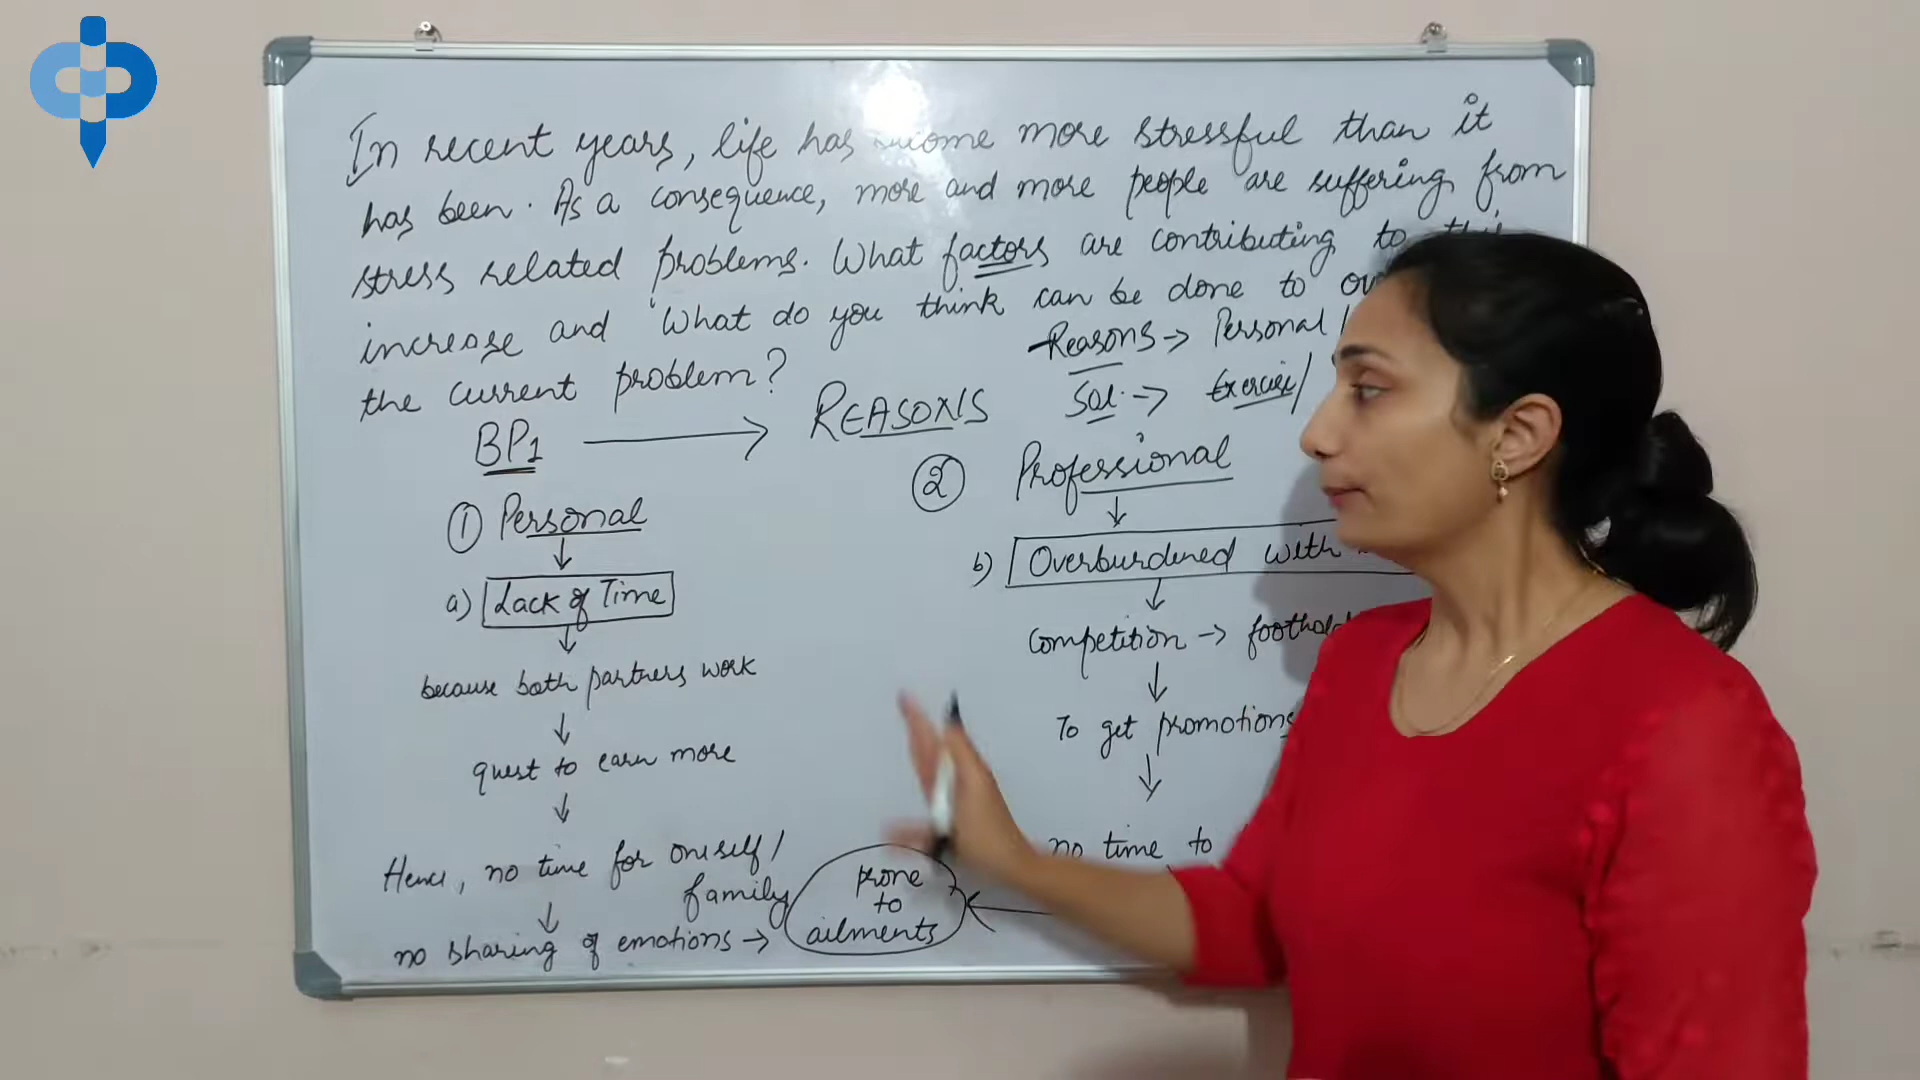 In recent years, life has become more stressful than it
has been. As a consequence, more and more people are suffering from
stress related problems. What factors are contributing to this
increase and What do you think can be done to
the current problem?
Reasons → Personal /
Sol. → Exercise/
BP1 → REASONS
1 Personal
a) Lack of Time
because both partners work
quest to earn more
Hence, no time for oneself/
family
no sharing of emotions →
prone
to
ailments
2 Professional
b) Overburdened with
Competition → foothold
To get promotions
no time to